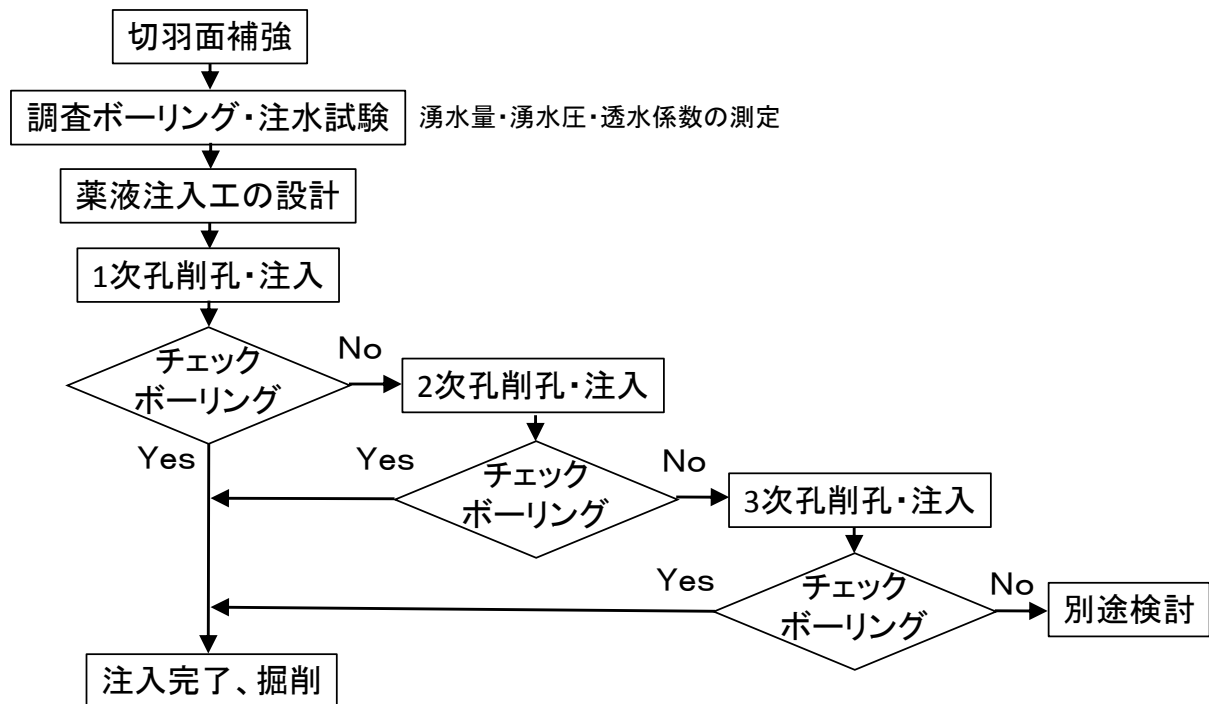 切羽面補強
調査ボーリング・注水試験
湧水量・湧水圧・透水係数の測定
薬液注入工の設計
1次孔削孔・注入
チェック
ボーリング
No
2次孔削孔・注入
Yes
Yes
チェック
ボーリング
No
3次孔削孔・注入
Yes
チェック
ボーリング
No
別途検討
注入完了、掘削